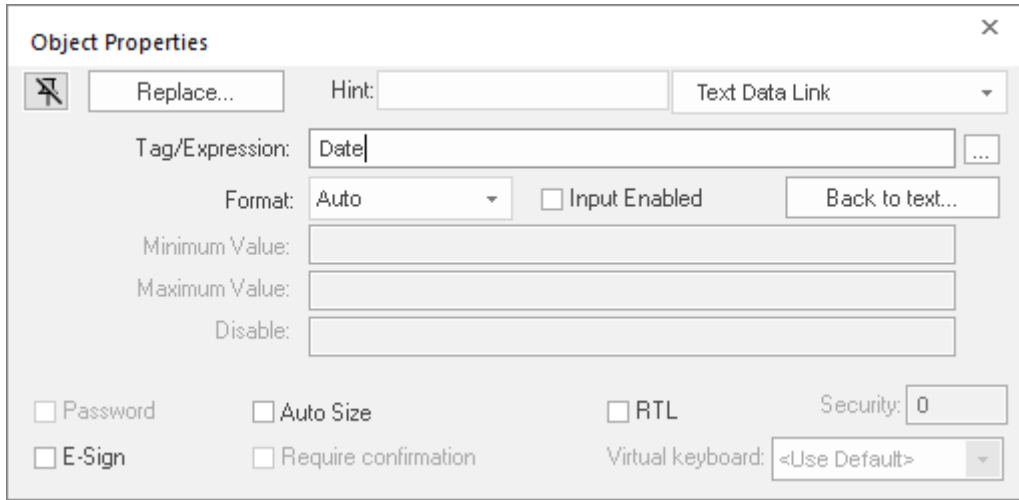 Object Properties
Replace... Hint: Text Data Link
Tag/Expression: Date ...
Format: Auto Input Enabled Back to text...
Minimum Value:
Maximum Value:
Disable:
Password Auto Size RTL Security: 0
E-Sign Require confirmation Virtual keyboard: <Use Default>